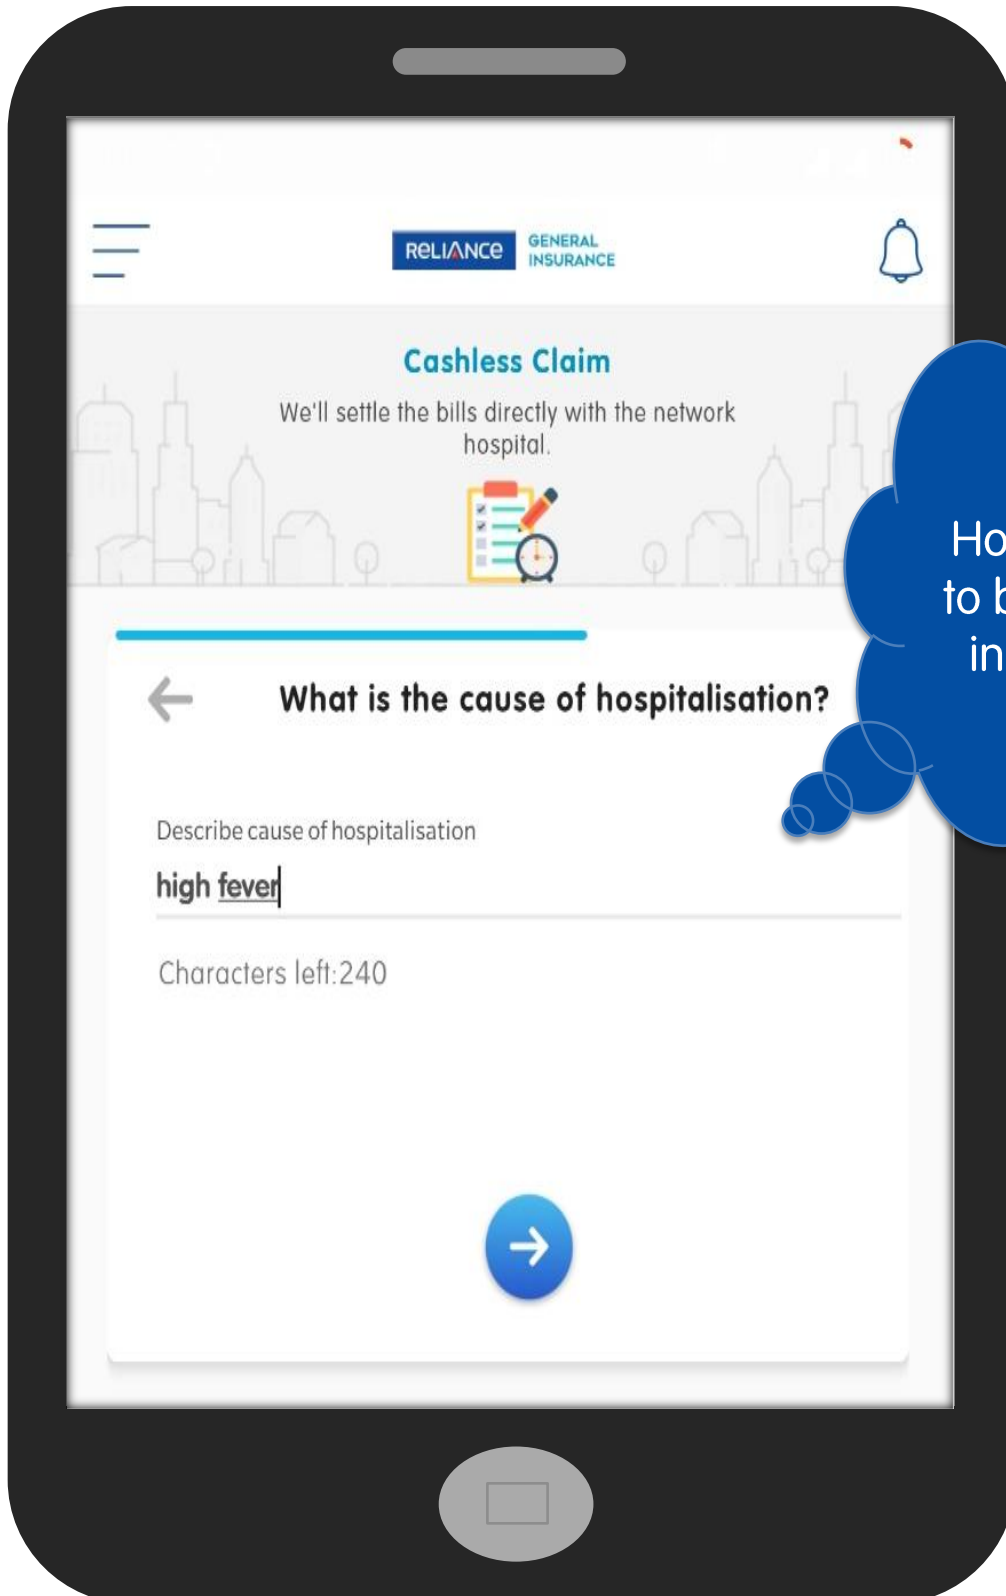 RELIANCE GENERAL
INSURANCE
Cashless Claim
We'll settle the bills directly with the network
hospital.
What is the cause of hospitalisation?
to
in
Describe cause of hospitalisation
high fever
Characters left:240